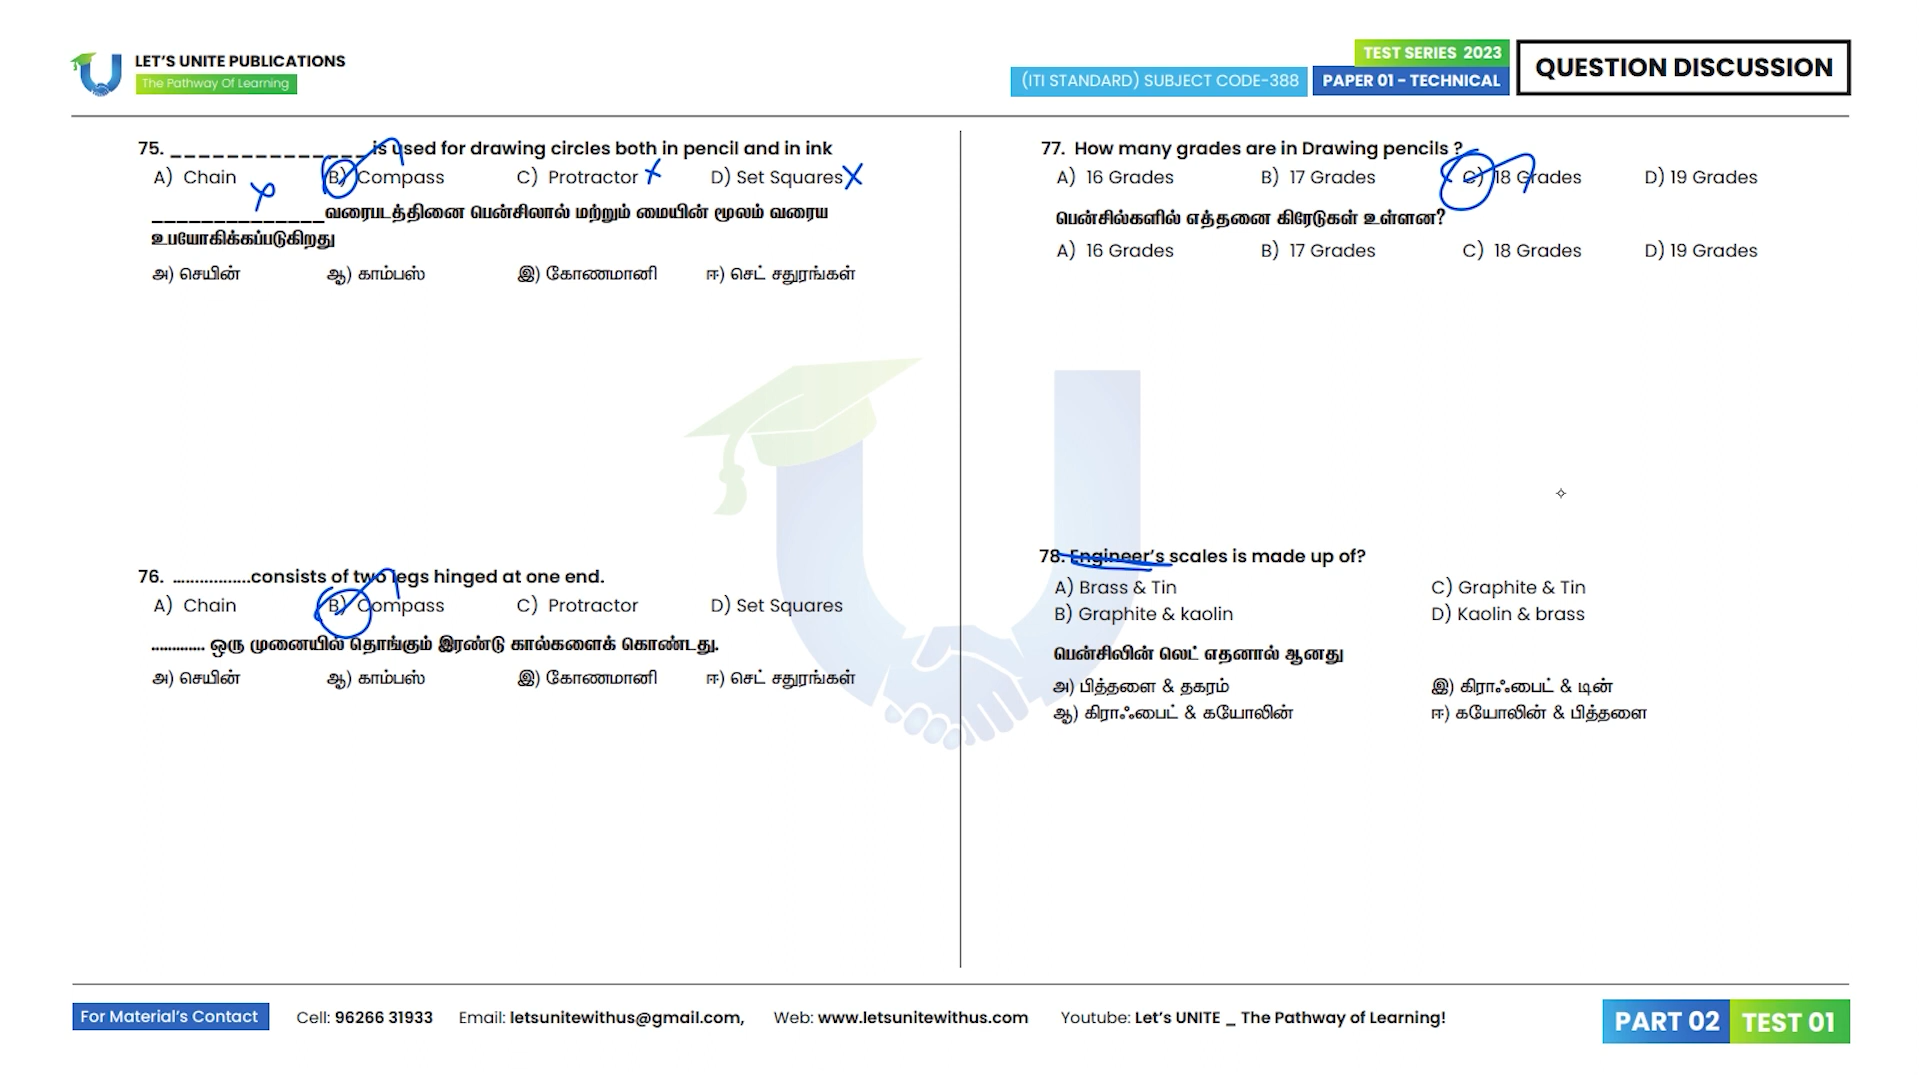 LET'S UNITE PUBLICATIONS
The Pathway Of Learning
TEST SERIES 2023
(ITI STANDARD) SUBJECT CODE-388
PAPER 01 - TECHNICAL
QUESTION DISCUSSION
75. _______________is used for drawing circles both in pencil and in ink
A) Chain B) Compass C) Protractor D) Set Squares
______________வரைபடத்தினை பென்சிலால் மற்றும் மையின் மூலம் வரைய
உபயோகிக்கப்படுகிறது
அ) செயின் ஆ) காம்பஸ் இ) கோணமானி ஈ) செட் சதுரங்கள்
76. ..................consists of two legs hinged at one end.
A) Chain B) Compass C) Protractor D) Set Squares
............. ஒரு முனையில் தொங்கும் இரண்டு கால்களைக் கொண்டது.
அ) செயின் ஆ) காம்பஸ் இ) கோணமானி ஈ) செட் சதுரங்கள்
77. How many grades are in Drawing pencils ?
A) 16 Grades B) 17 Grades C) 18 Grades D) 19 Grades
பென்சில்களில் எத்தனை கிரேடுகள் உள்ளன?
A) 16 Grades B) 17 Grades C) 18 Grades D) 19 Grades
78. Engineer's scales is made up of?
A) Brass & Tin C) Graphite & Tin
B) Graphite & kaolin D) Kaolin & brass
பென்சிலின் லெட் எதனால் ஆனது
அ) பித்தளை & தகரம் இ) கிராஃபைட் & டின்
ஆ) கிராஃபைட் & கயோலின் ஈ) கயோலின் & பித்தளை
For Material's Contact Cell: 96266 31933 Email: letsunitewithus@gmail.com, Web: www.letsunitewithus.com Youtube: Let's UNITE _ The Pathway of Learning!
PART 02 TEST 01